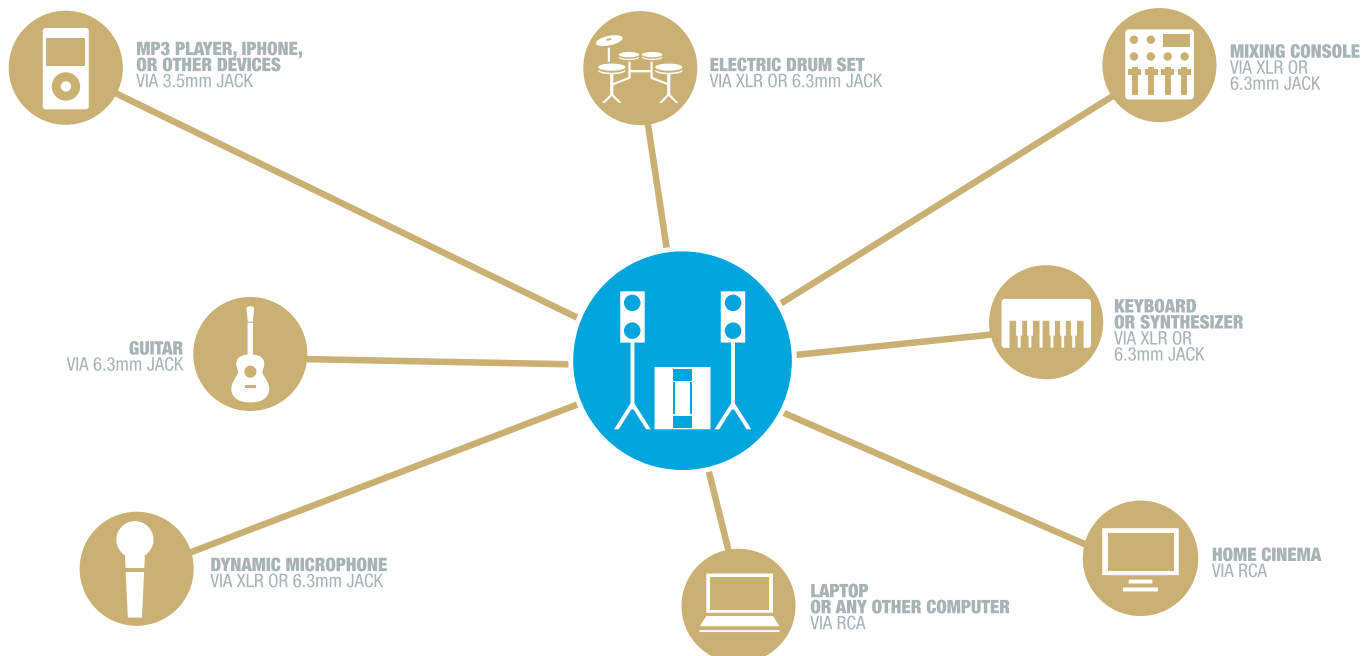 MP3 PLAYER, IPHONE,
OR OTHER DEVICES
VIA 3.5mm JACK
ELECTRIC DRUM SET
VIA XLR OR 6.3mm JACK
MIXING CONSOLE
VIA XLR OR
6.3mm JACK
GUITAR
VIA 6.3mm JACK
KEYBOARD
OR SYNTHESIZER
VIA XLR OR
6.3mm JACK
DYNAMIC MICROPHONE
VIA XLR OR 6.3mm JACK
LAPTOP
OR ANY OTHER COMPUTER
VIA RCA
HOME CINEMA
VIA RCA